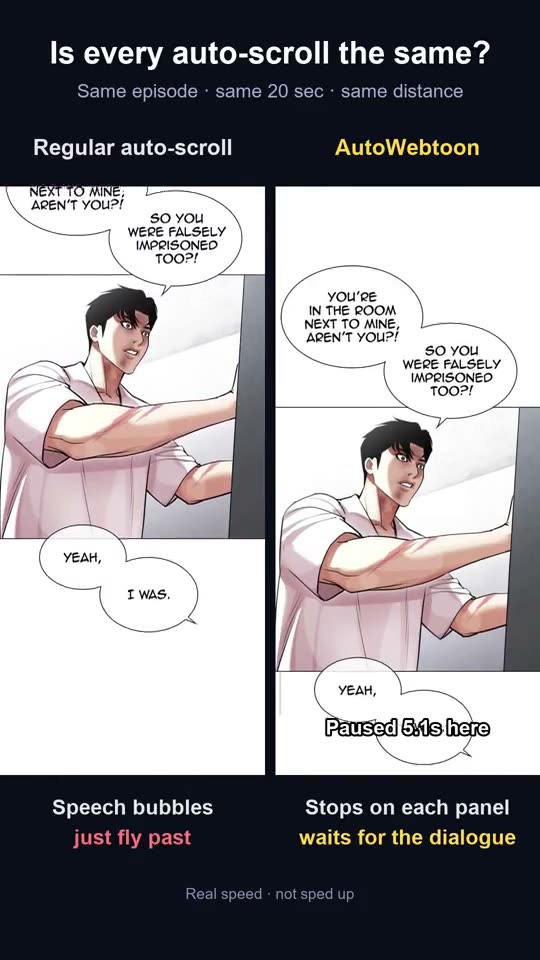 Is every auto-scroll the same?
Same episode · same 20 sec · same distance
Regular auto-scroll
NEXT TO MINE,
AREN'T YOU?!
SO YOU
WERE FALSELY
IMPRISONED
TOO?!
YEAH,
I WAS.
Speech bubbles
just fly past
AutoWebtoon
YOU'RE
IN THE ROOM
NEXT TO MINE,
AREN'T YOU?!
SO YOU
WERE FALSELY
IMPRISONED
TOO?!
YEAH,
Paused 5.1s here
Stops on each panel
waits for the dialogue
Real speed · not sped up